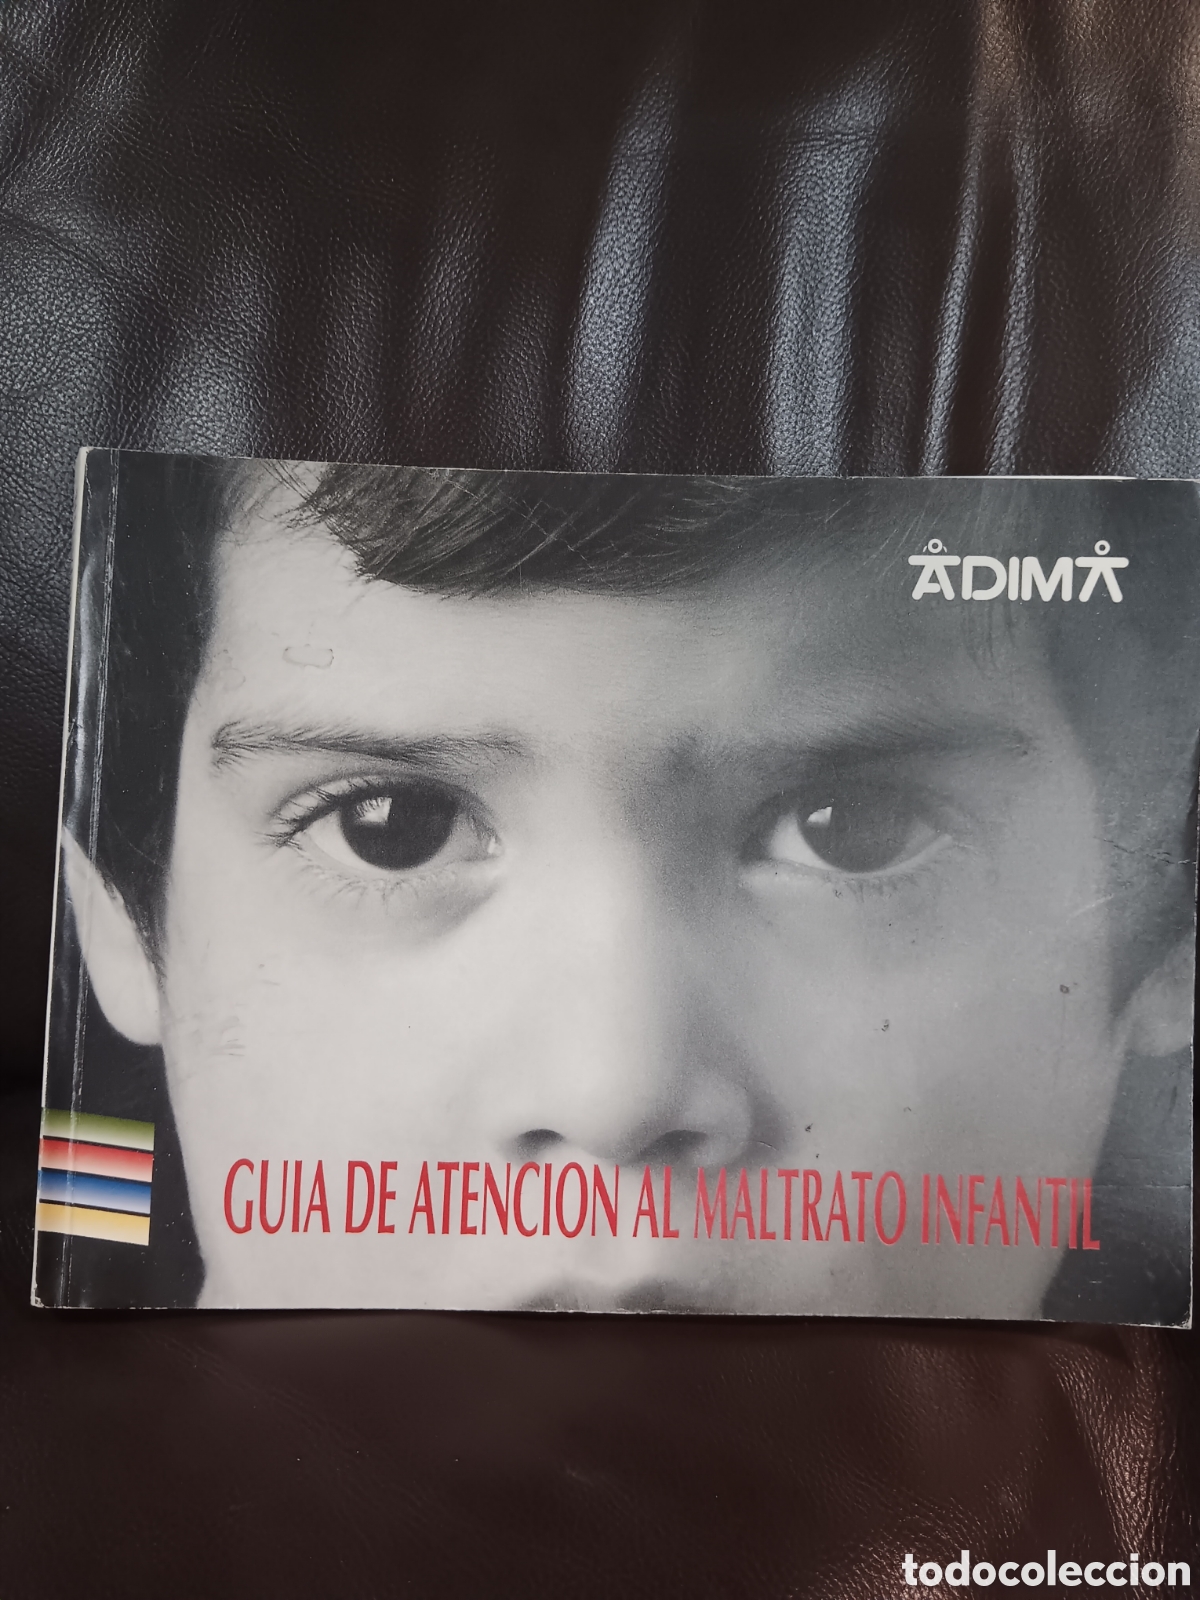 ADIMA
GUIA DE ATENCION AL MALTRATO INFANTIL
todocoleccion